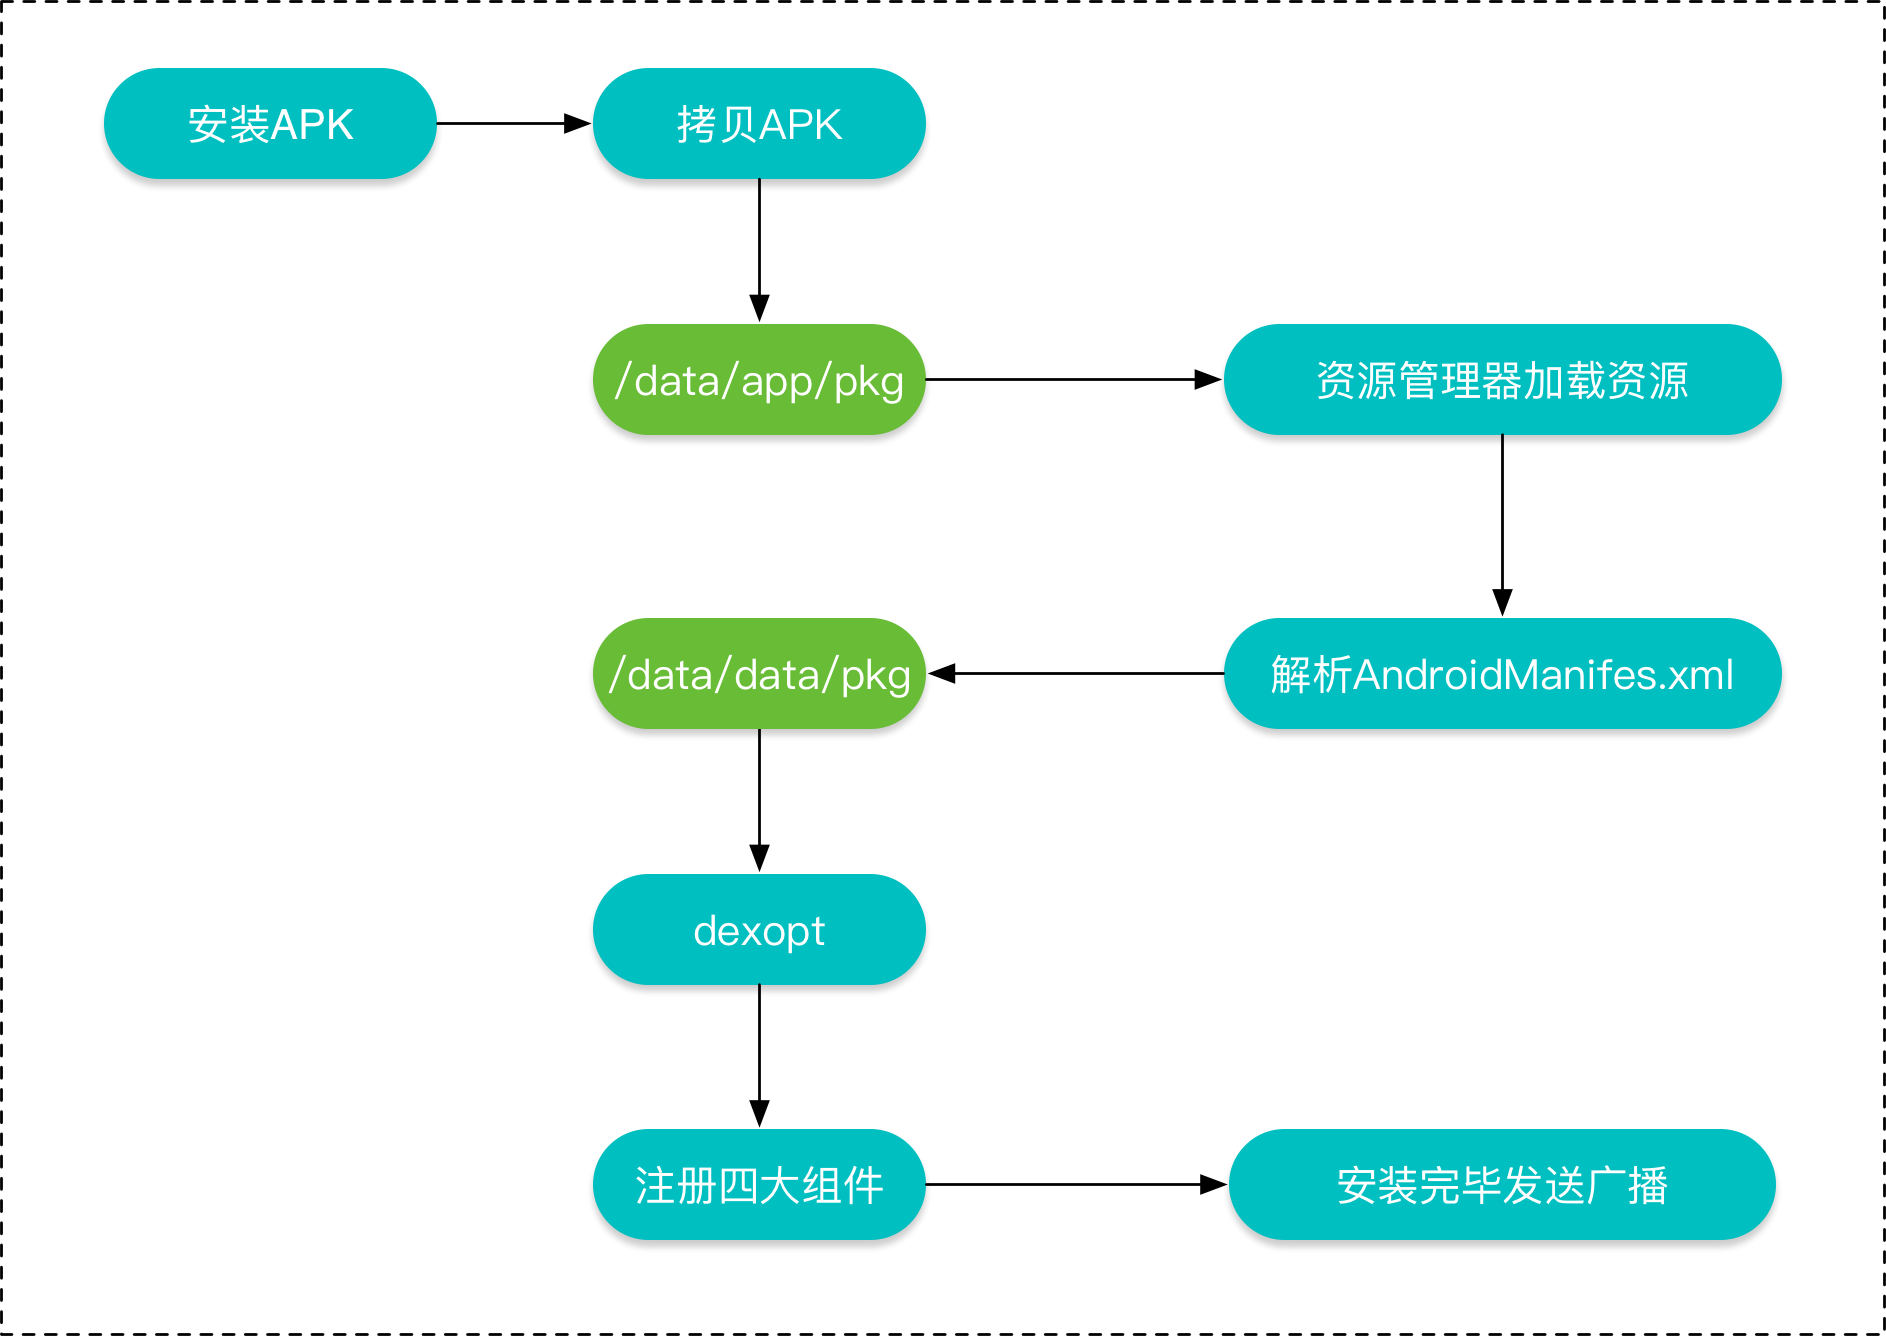 安装APK
拷贝APK
/data/app/pkg
资源管理器加载资源
/data/data/pkg
解析AndroidManifes.xml
dexopt
注册四大组件
安装完毕发送广播